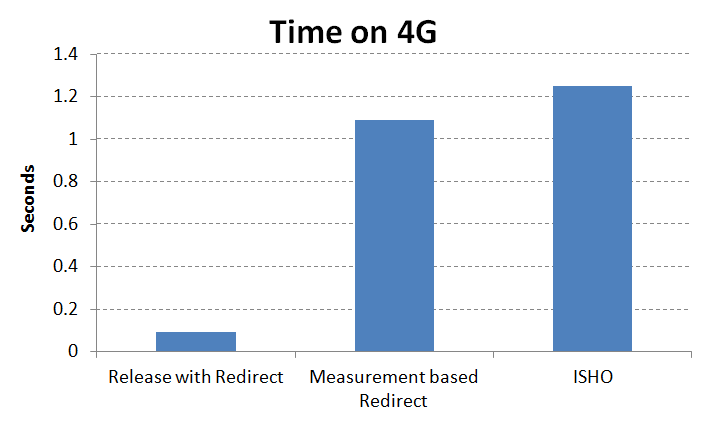 Time on 4G
1.4
1.2
1
0.8
0.6
0.4
0.2
0
Seconds
Release with Redirect
Measurement based
Redirect
ISHO